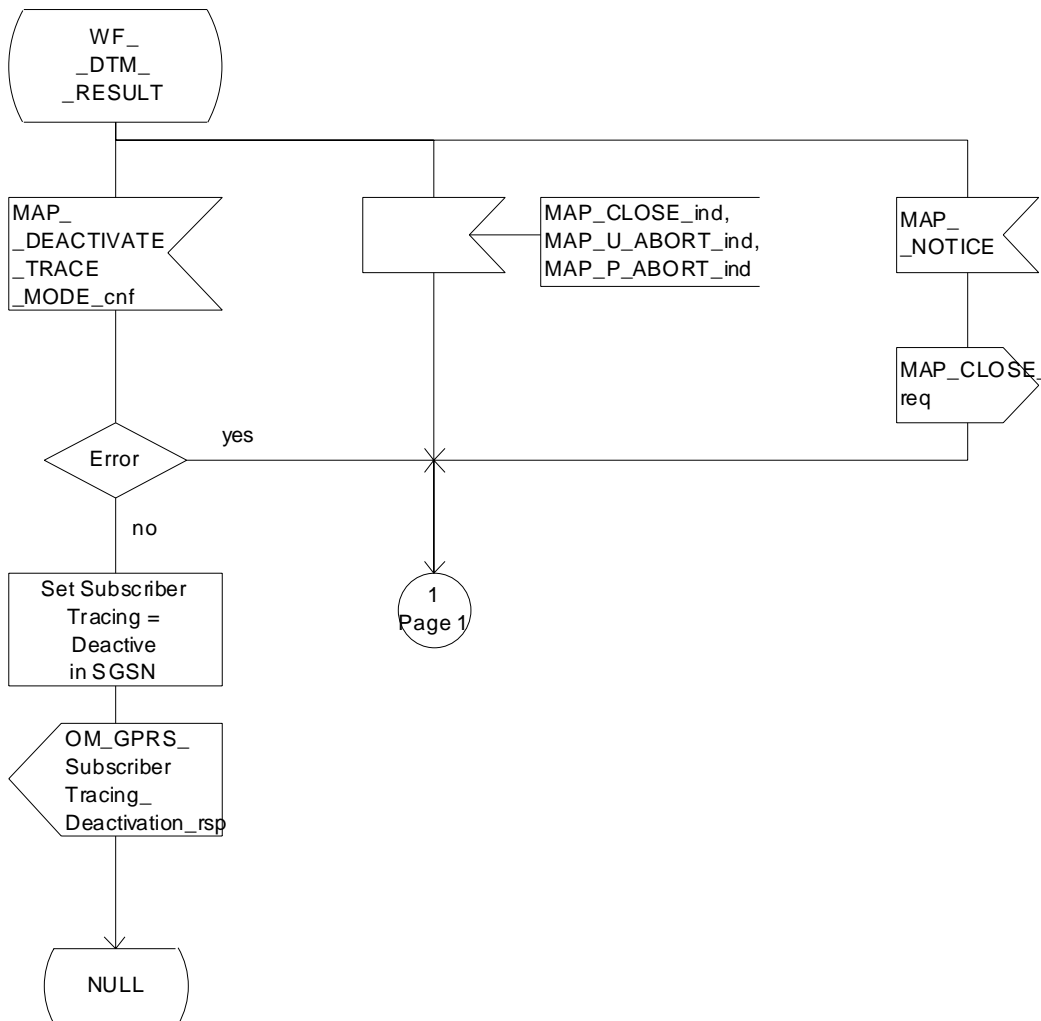 WF_
_DTM_
_RESULT
MAP_
_DEACTIVATE
_TRACE
_MODE_cnf
MAP_CLOSE_ind,
MAP_U_ABORT_ind,
MAP_P_ABORT_ind
MAP_
_NOTICE
MAP_CLOSE_
req
Error
yes
no
Set Subscriber
Tracing =
Deactive
in SGSN
1
Page 1
OM_GPRS_
Subscriber
Tracing_
Deactivation_rsp
NULL